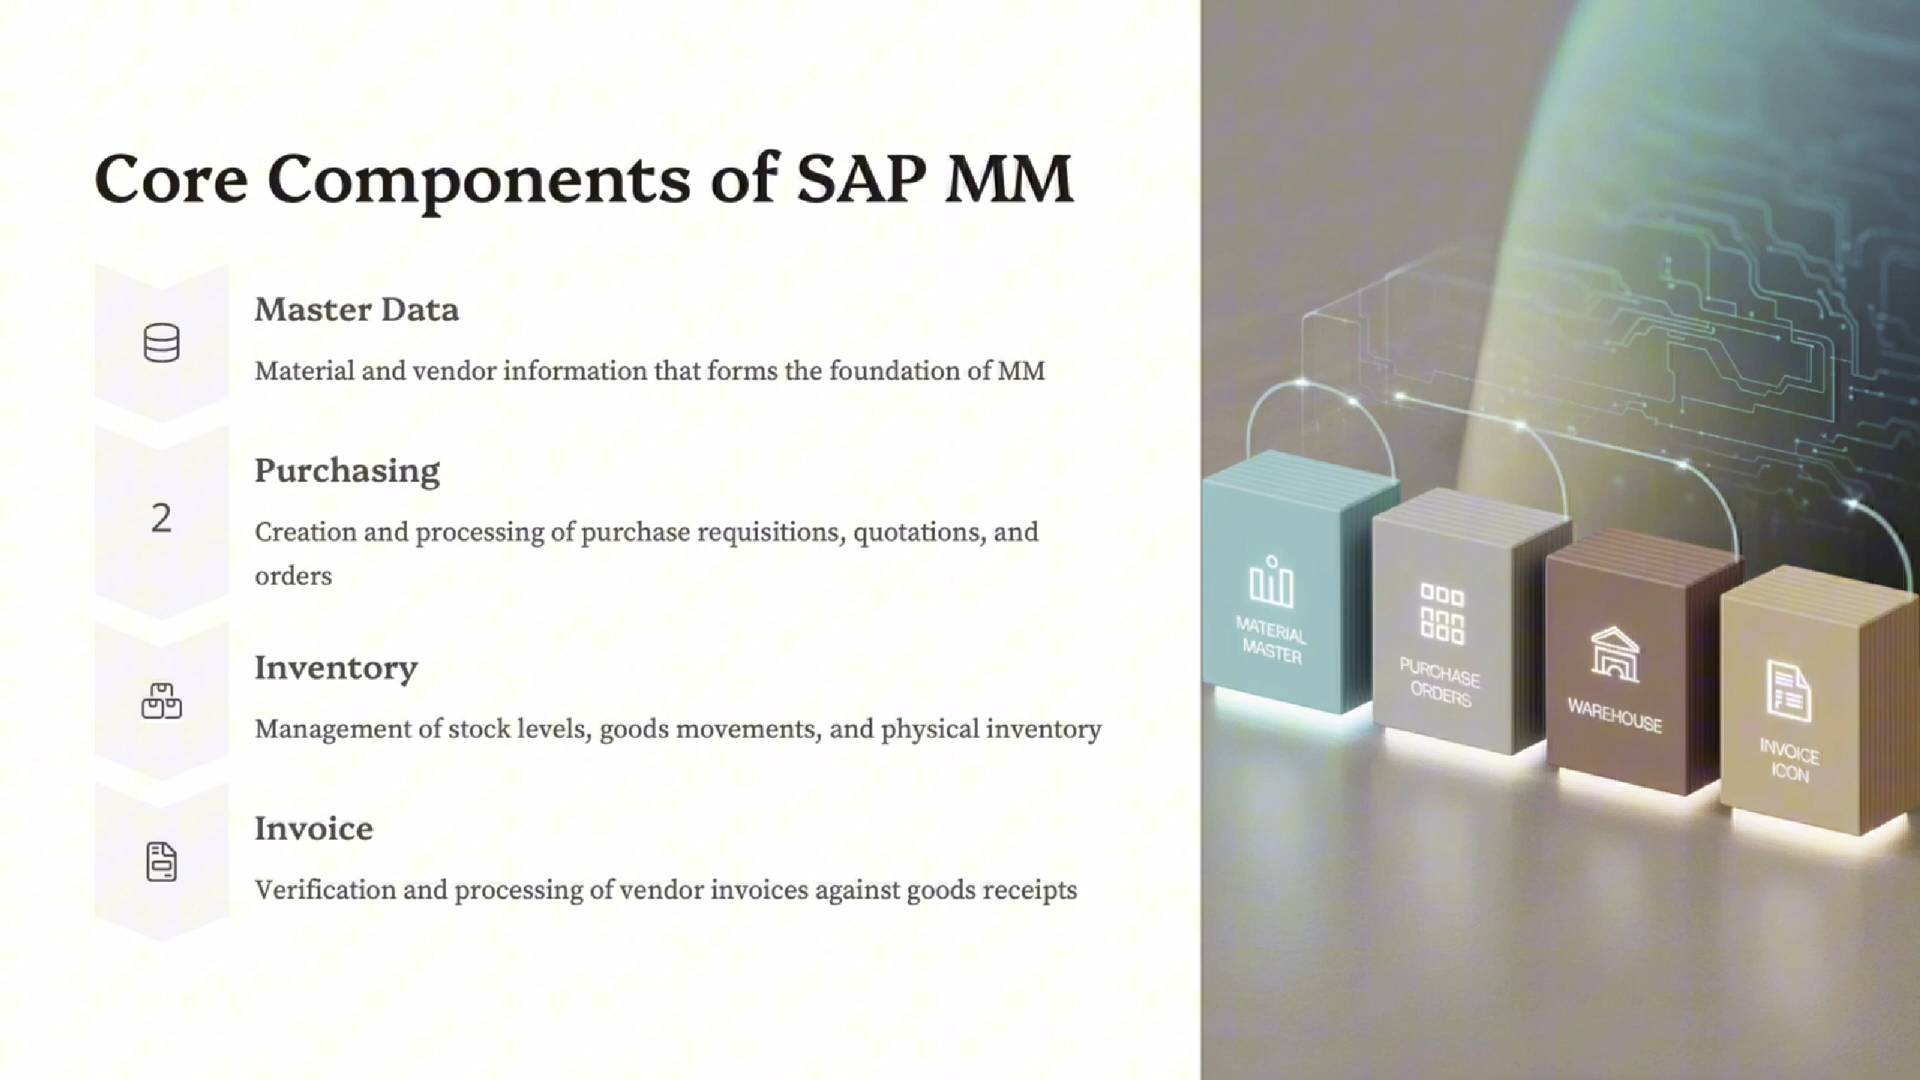 Core Components of SAP MM
Master Data
Material and vendor information that forms the foundation of MM
2
Purchasing
Creation and processing of purchase requisitions, quotations, and
orders
Inventory
Management of stock levels, goods movements, and physical inventory
Invoice
Verification and processing of vendor invoices against goods receipts
MATERIAL
MASTER
PURCHASE
ORDERS
WAREHOUSE
INVOICE
ICON